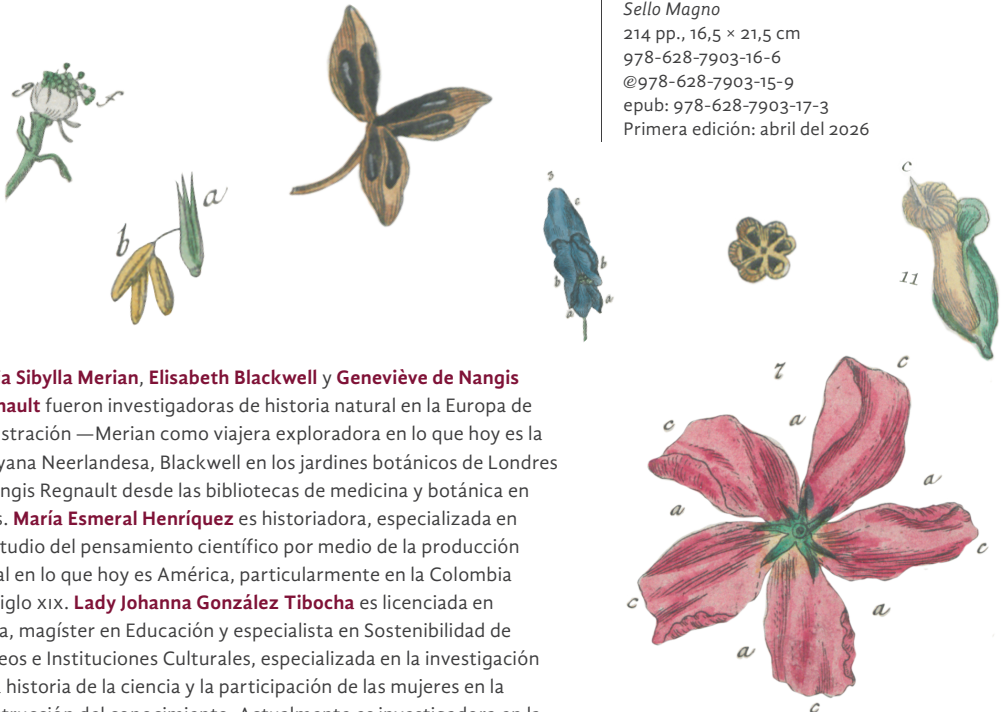 Sello Magno
214 pp., 16,5 × 21,5 cm
978-628-7903-16-6
@978-628-7903-15-9
epub: 978-628-7903-17-3
Primera edición: abril del 2026
g
f
a
b
3
c
b
b
a
a
c
11
7
c
a
c
a
a
c
c
a
a
c
a Sibylla Merian, Elisabeth Blackwell y Geneviève de Nangis
nault fueron investigadoras de historia natural en la Europa de
stración —Merian como viajera exploradora en lo que hoy es la
yana Neerlandesa, Blackwell en los jardines botánicos de Londres
ngis Regnault desde las bibliotecas de medicina y botánica en
s. María Esmeral Henríquez es historiadora, especializada en
tudio del pensamiento científico por medio de la producción
al en lo que hoy es América, particularmente en la Colombia
iglo XIX. Lady Johanna González Tibocha es licenciada en
a, magíster en Educación y especialista en Sostenibilidad de
eos e Instituciones Culturales, especializada en la investigación
historia de la ciencia y la participación de las mujeres en la